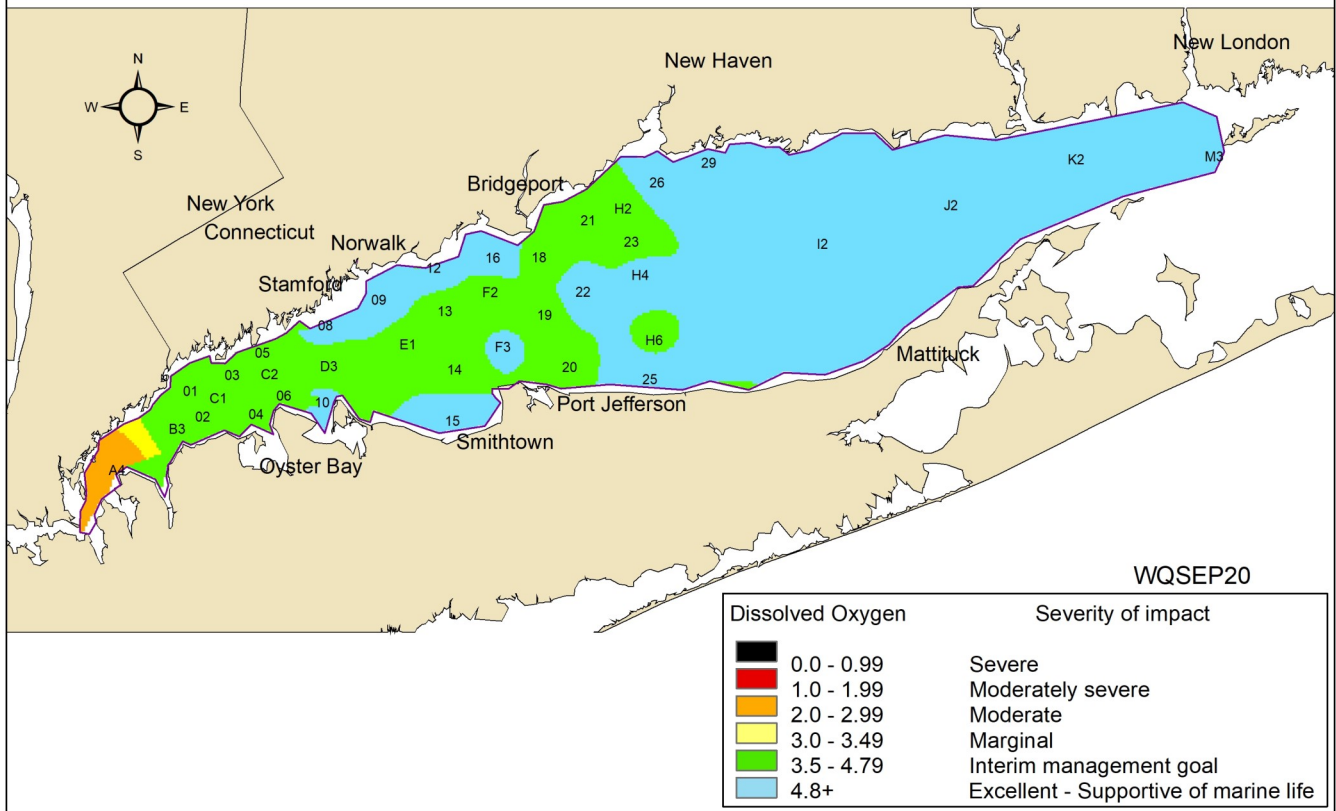 New London
New Haven
N
W E
S
K2
M3
29
26
Bridgeport
New York
Connecticut
H2
21
J2
23
I2
Norwalk
18
16
12
H4
Stamford
F2
22
09
13
19
08
E1
F3
H6
Mattituck
05
D3
14
20
03
C2
25
01
C1
06
10
Port Jefferson
02
04
15
Smithtown
B3
A4
Oyster Bay
WQSEP20
Dissolved Oxygen Severity of impact
0.0 - 0.99 Severe
1.0 - 1.99 Moderately severe
2.0 - 2.99 Moderate
3.0 - 3.49 Marginal
3.5 - 4.79 Interim management goal
4.8+ Excellent - Supportive of marine life